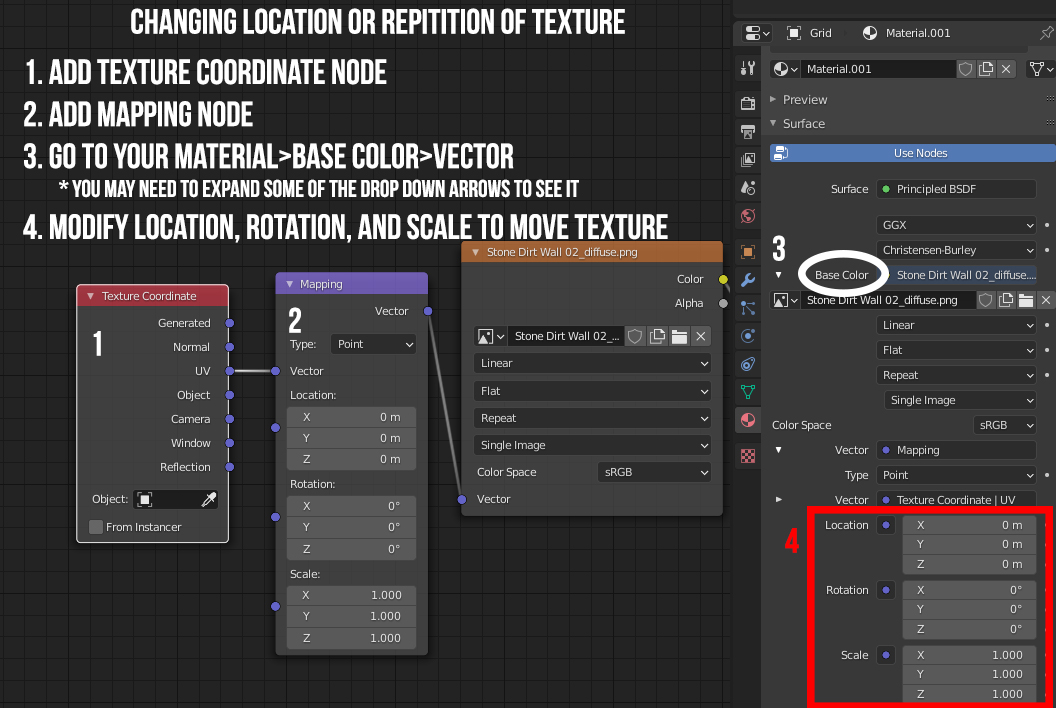 CHANGING LOCATION OR REPITITION OF TEXTURE
1. ADD TEXTURE COORDINATE NODE
2. ADD MAPPING NODE
3. GO TO YOUR MATERIAL>BASE COLOR>VECTOR
* YOU MAY NEED TO EXPAND SOME OF THE DROP DOWN ARROWS TO SEE IT
4. MODIFY LOCATION, ROTATION, AND SCALE TO MOVE TEXTURE
Texture Coordinate
1
Generated
Normal
UV
Object
Camera
Window
Reflection
Object:
From Instancer
Mapping
2
Vector
Type: Point
Vector
Location:
X 0 m
Y 0 m
Z 0 m
Rotation:
X 0°
Y 0°
Z 0°
Scale:
X 1.000
Y 1.000
Z 1.000
Stone Dirt Wall 02_diffuse.png
Color
Alpha
Stone Dirt Wall 02_...
Linear
Flat
Repeat
Single Image
Color Space sRGB
Vector
Grid Material.001
Material.001
Preview
Surface
Use Nodes
Surface Principled BSDF
GGX
Christensen-Burley
3
Base Color Stone Dirt Wall 02_diffuse....
Stone Dirt Wall 02_diffuse.png
Linear
Flat
Repeat
Single Image
Color Space sRGB
Vector Mapping
Type Point
Vector Texture Coordinate | UV
4
Location X 0 m
Y 0 m
Z 0 m
Rotation X 0°
Y 0°
Z 0°
Scale X 1.000
Y 1.000
Z 1.000